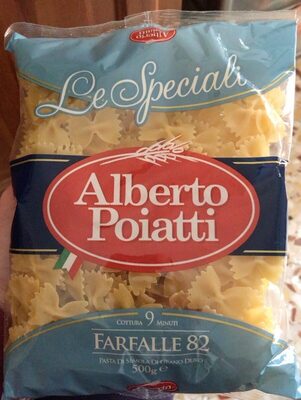 Le Speciali
Alberto
Poiatti
COTTURA 9 MINUTI
FARFALLE 82
PASTA DI SEMOLA DI GRANO DURO
500g e